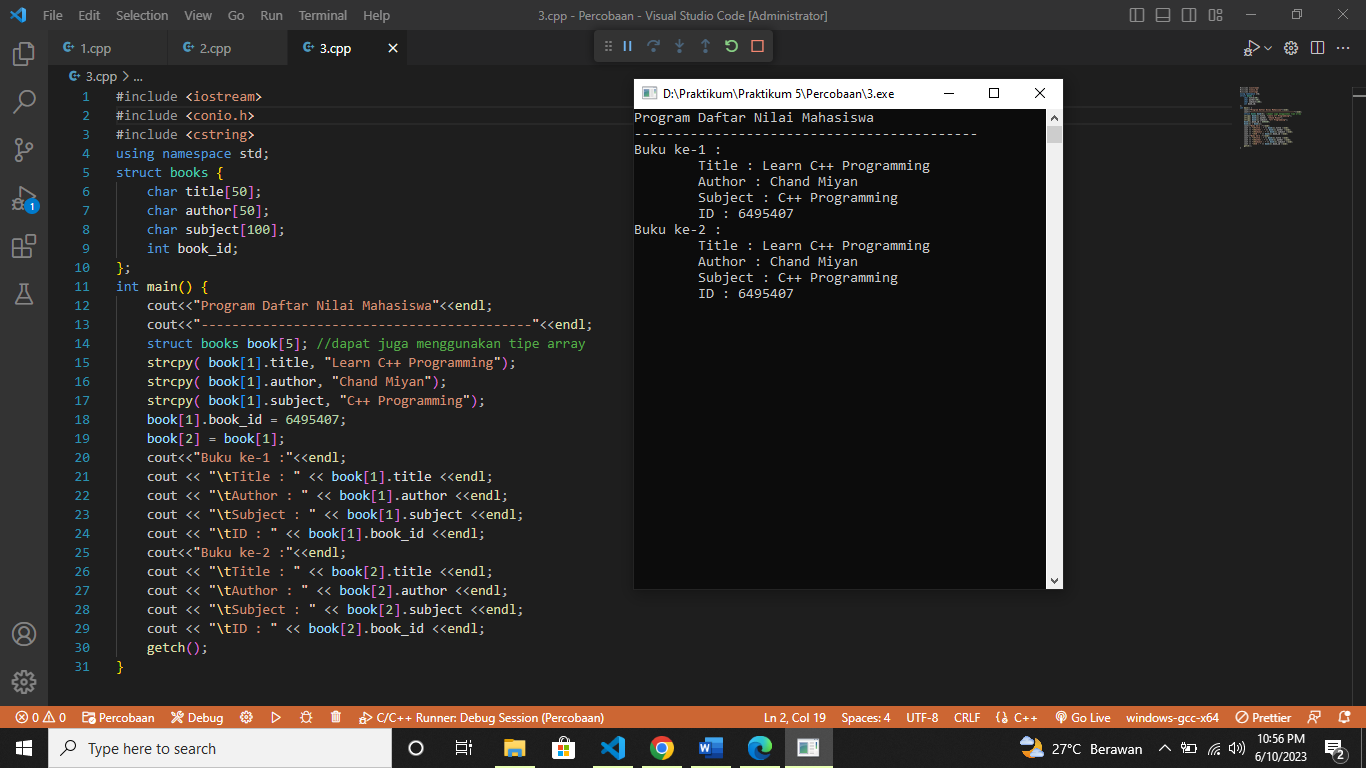 File Edit Selection View Go Run Terminal Help 3.cpp - Percobaan - Visual Studio Code [Administrator]
1.cpp 2.cpp 3.cpp
3.cpp > ...
1 #include <iostream>
2 #include <conio.h>
3 #include <cstring>
4 using namespace std;
5 struct books {
6 char title[50];
7 char author[50];
8 char subject[100];
9 int book_id;
10 };
11 int main() {
12 cout<<"Program Daftar Nilai Mahasiswa"<<endl;
13 cout<<"-------------------------------------------"<<endl;
14 struct books book[5]; //dapat juga menggunakan tipe array
15 strcpy( book[1].title, "Learn C++ Programming");
16 strcpy( book[1].author, "Chand Miyan");
17 strcpy( book[1].subject, "C++ Programming");
18 book[1].book_id = 6495407;
19 book[2] = book[1];
20 cout<<"Buku ke-1 :"<<endl;
21 cout << "\tTitle : " << book[1].title <<endl;
22 cout << "\tAuthor : " << book[1].author <<endl;
23 cout << "\tSubject : " << book[1].subject <<endl;
24 cout << "\tID : " << book[1].book_id <<endl;
25 cout<<"Buku ke-2 :"<<endl;
26 cout << "\tTitle : " << book[2].title <<endl;
27 cout << "\tAuthor : " << book[2].author <<endl;
28 cout << "\tSubject : " << book[2].subject <<endl;
29 cout << "\tID : " << book[2].book_id <<endl;
30 getch();
31 }
D:\Praktikum\Praktikum 5\Percobaan\3.exe
Program Daftar Nilai Mahasiswa
-------------------------------------------
Buku ke-1 :
Title : Learn C++ Programming
Author : Chand Miyan
Subject : C++ Programming
ID : 6495407
Buku ke-2 :
Title : Learn C++ Programming
Author : Chand Miyan
Subject : C++ Programming
ID : 6495407
1
0 0 Percobaan Debug C/C++ Runner: Debug Session (Percobaan) Ln 2, Col 19 Spaces: 4 UTF-8 CRLF {} C++ Go Live windows-gcc-x64 Prettier
Type here to search 27°C Berawan 10:56 PM
6/10/2023 2